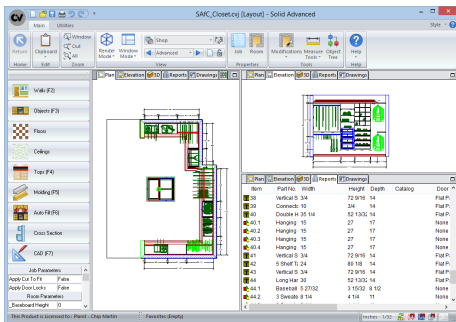 SAfC_Closet.cvj [Layout] - Solid Advanced
CV
Main Utilities
Style
Return
Clipboard
Window
Cut
All
Render Mode
Window Mode
Shop
Advanced
Job
Room
Modifications
Measure Tools
Object Tree
Help
Home Edit Zoom View Properties Tools Help
Walls (F2)
Objects (F3)
Floors
Ceilings
Tops (F4)
Molding (F5)
Auto Fill (F6)
Cross Section
CAD (F7)
Job Parameters
Apply Cut To Fit False
Apply Door Locks False
Room Parameters
_Baseboard Height 0
Plan Elevation 3D Reports Drawings
Plan Elevation 3D Reports Drawings
Plan Elevation 3D Reports Drawings
Item Part No. Width Height Depth Catalog Door
38 Vertical S 3/4 72 9/16 14 Flat P
39 Connecti 10 3/4 14 Flat P
40 Double H 35 1/4 52 13/32 14 Flat P
40.1 Hanging 15 27 17 None
40.2 Hanging 15 27 17 None
40.3 Hanging 15 27 17 None
40.4 Hanging 15 27 17 None
41 Vertical S 3/4 72 9/16 14 Flat P
42 5 Shelf T 24 80 1/8 14 Flat P
43 Vertical S 3/4 72 9/16 14 Flat P
44 Long Han 30 52 13/32 14 Flat P
44.1 Baseball 5 27/32 3 15/32 8 1/2 None
44.2 3 Sweate 8 1/4 4 1/4 11 None
This Product is Licensed to : Planit - Chip Martin
Favorites (Empty)
Inches - 1/32